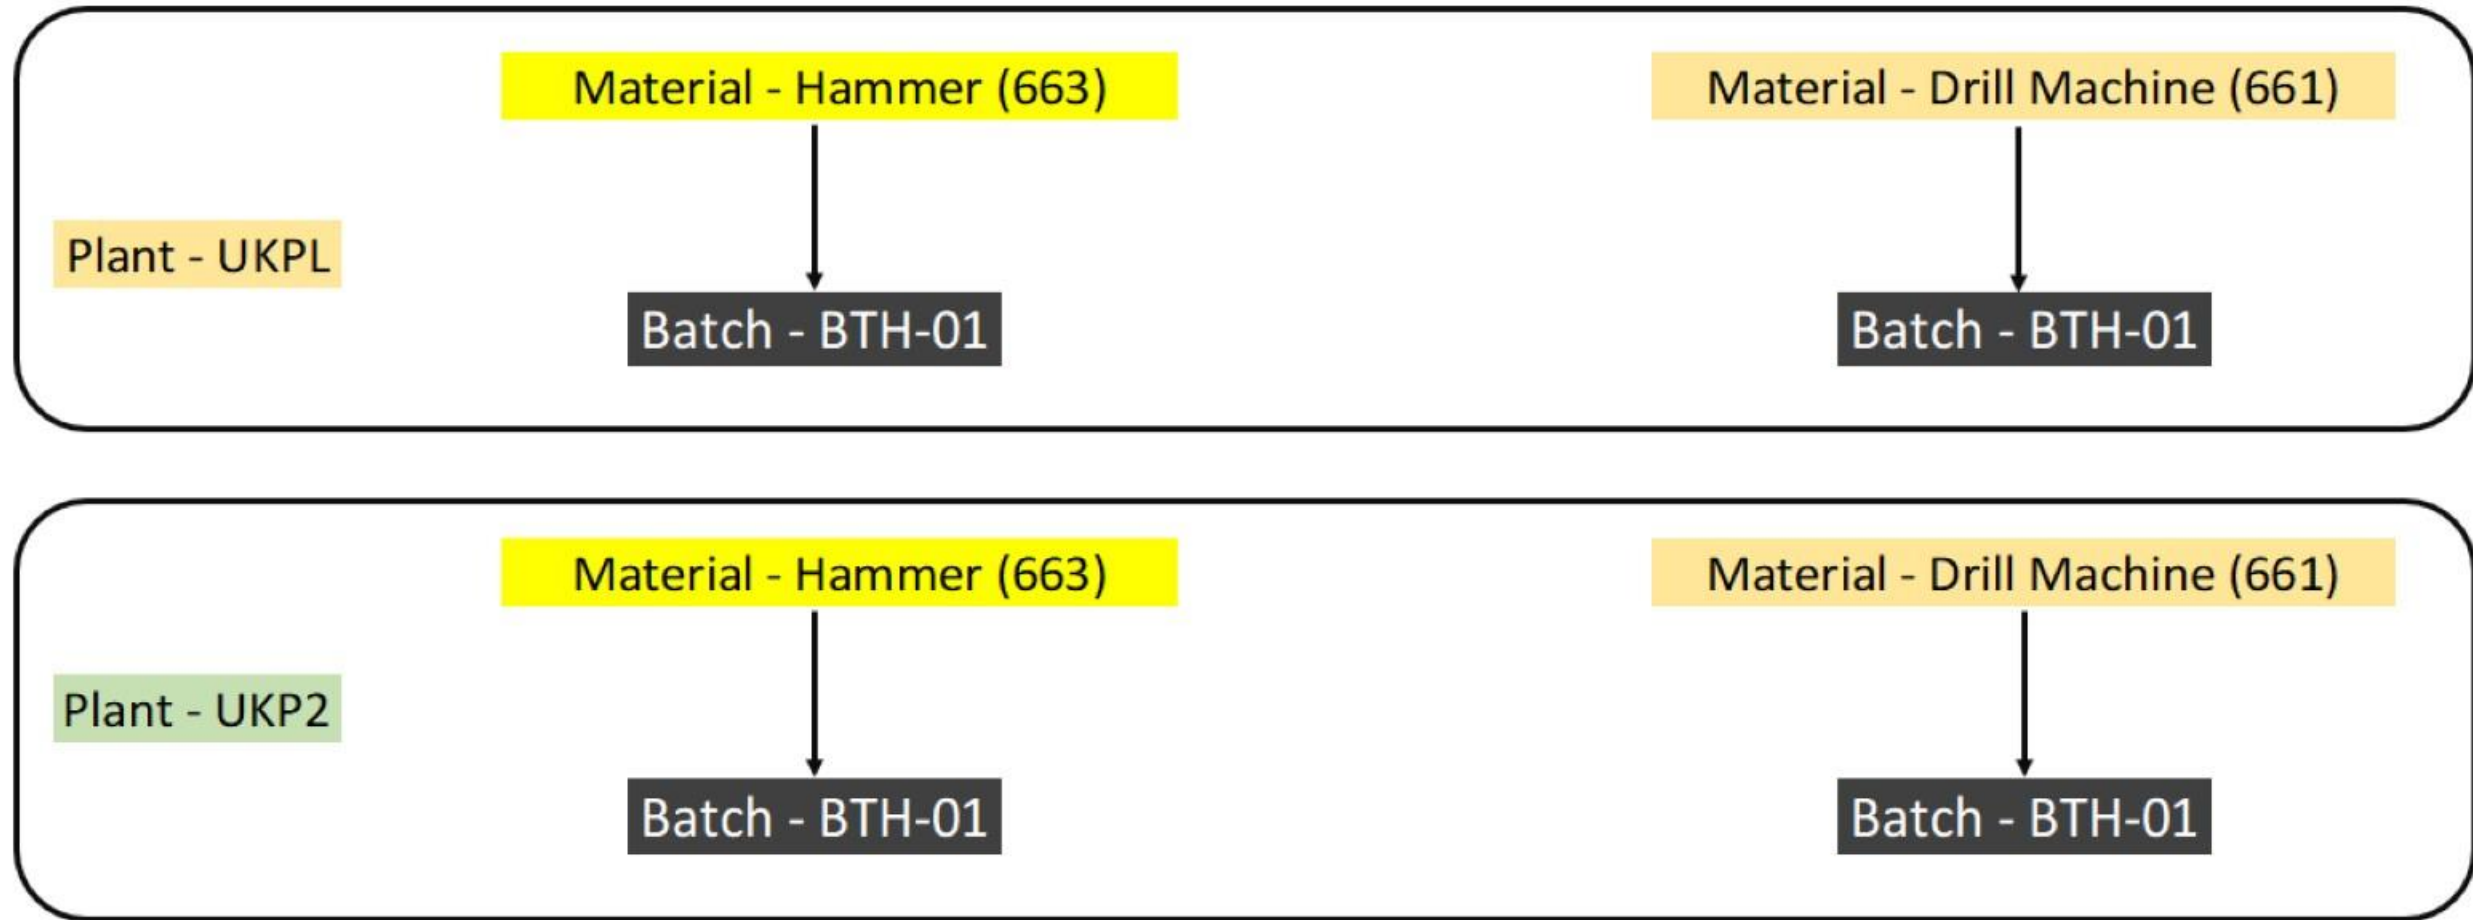 Material - Hammer (663)
Material - Drill Machine (661)
Plant - UKPL
Batch - BTH-01
Batch - BTH-01
Material - Hammer (663)
Material - Drill Machine (661)
Plant - UKP2
Batch - BTH-01
Batch - BTH-01